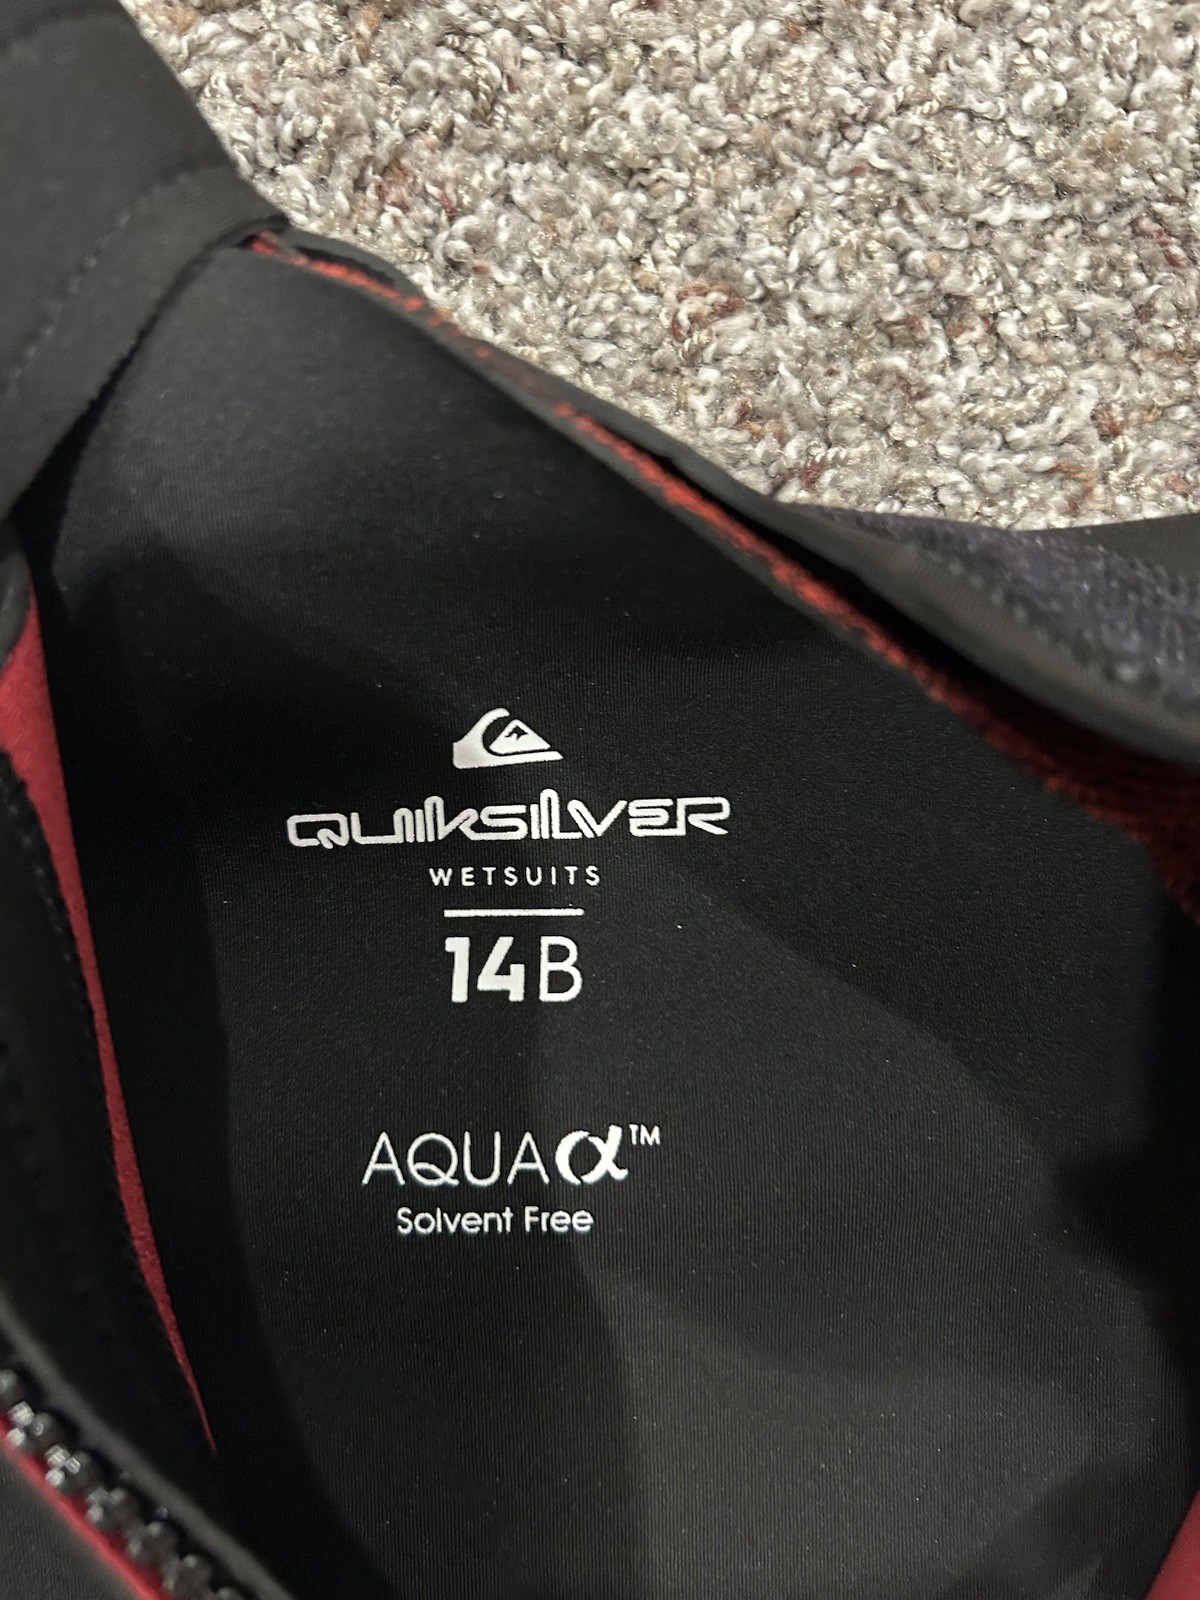 QUIKSILVER
WETSUITS
14B
AQUAα™
Solvent Free